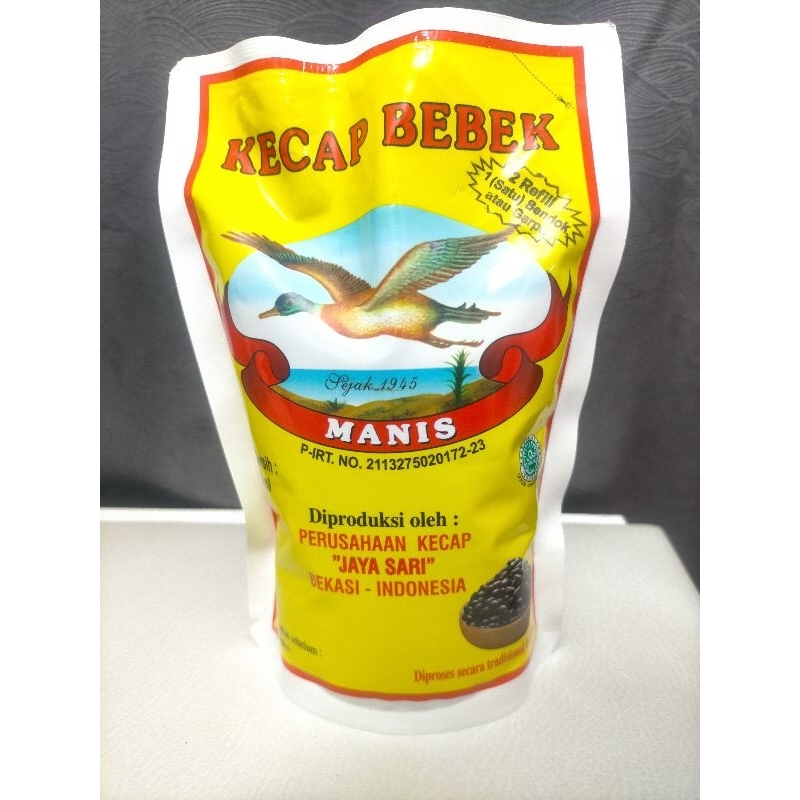 KECAP BEBEK
2 Refill
1 (Satu) Sendok
atau Garpu
Sejak 1945
MANIS
P-IRT. NO. 2113275020172-23
Diproduksi oleh :
PERUSAHAAN KECAP
"JAYA SARI"
BEKASI - INDONESIA
sebelum :
Diproses secara tradisional